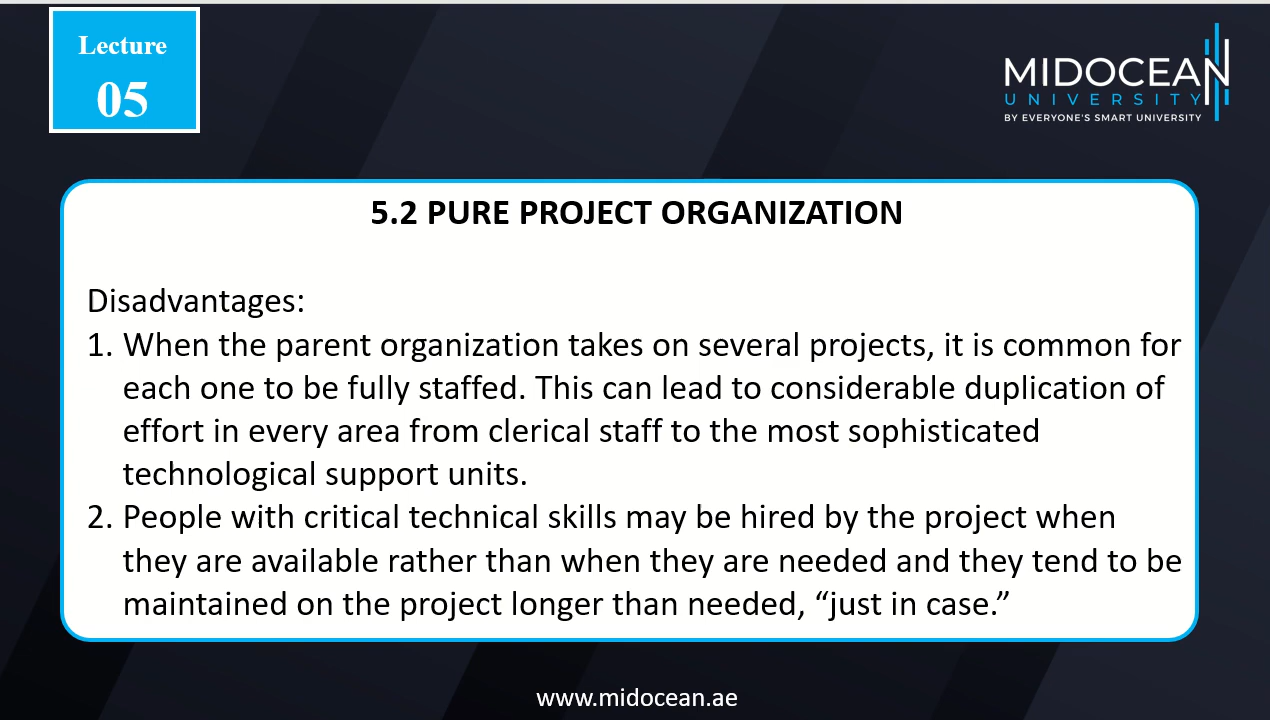 Lecture
05
MIDOCEAN
UNIVERSITY
BY EVERYONE'S SMART UNIVERSITY
5.2 PURE PROJECT ORGANIZATION
Disadvantages:
1. When the parent organization takes on several projects, it is common for
each one to be fully staffed. This can lead to considerable duplication of
effort in every area from clerical staff to the most sophisticated
technological support units.
2. People with critical technical skills may be hired by the project when
they are available rather than when they are needed and they tend to be
maintained on the project longer than needed, “just in case.”
www.midocean.ae